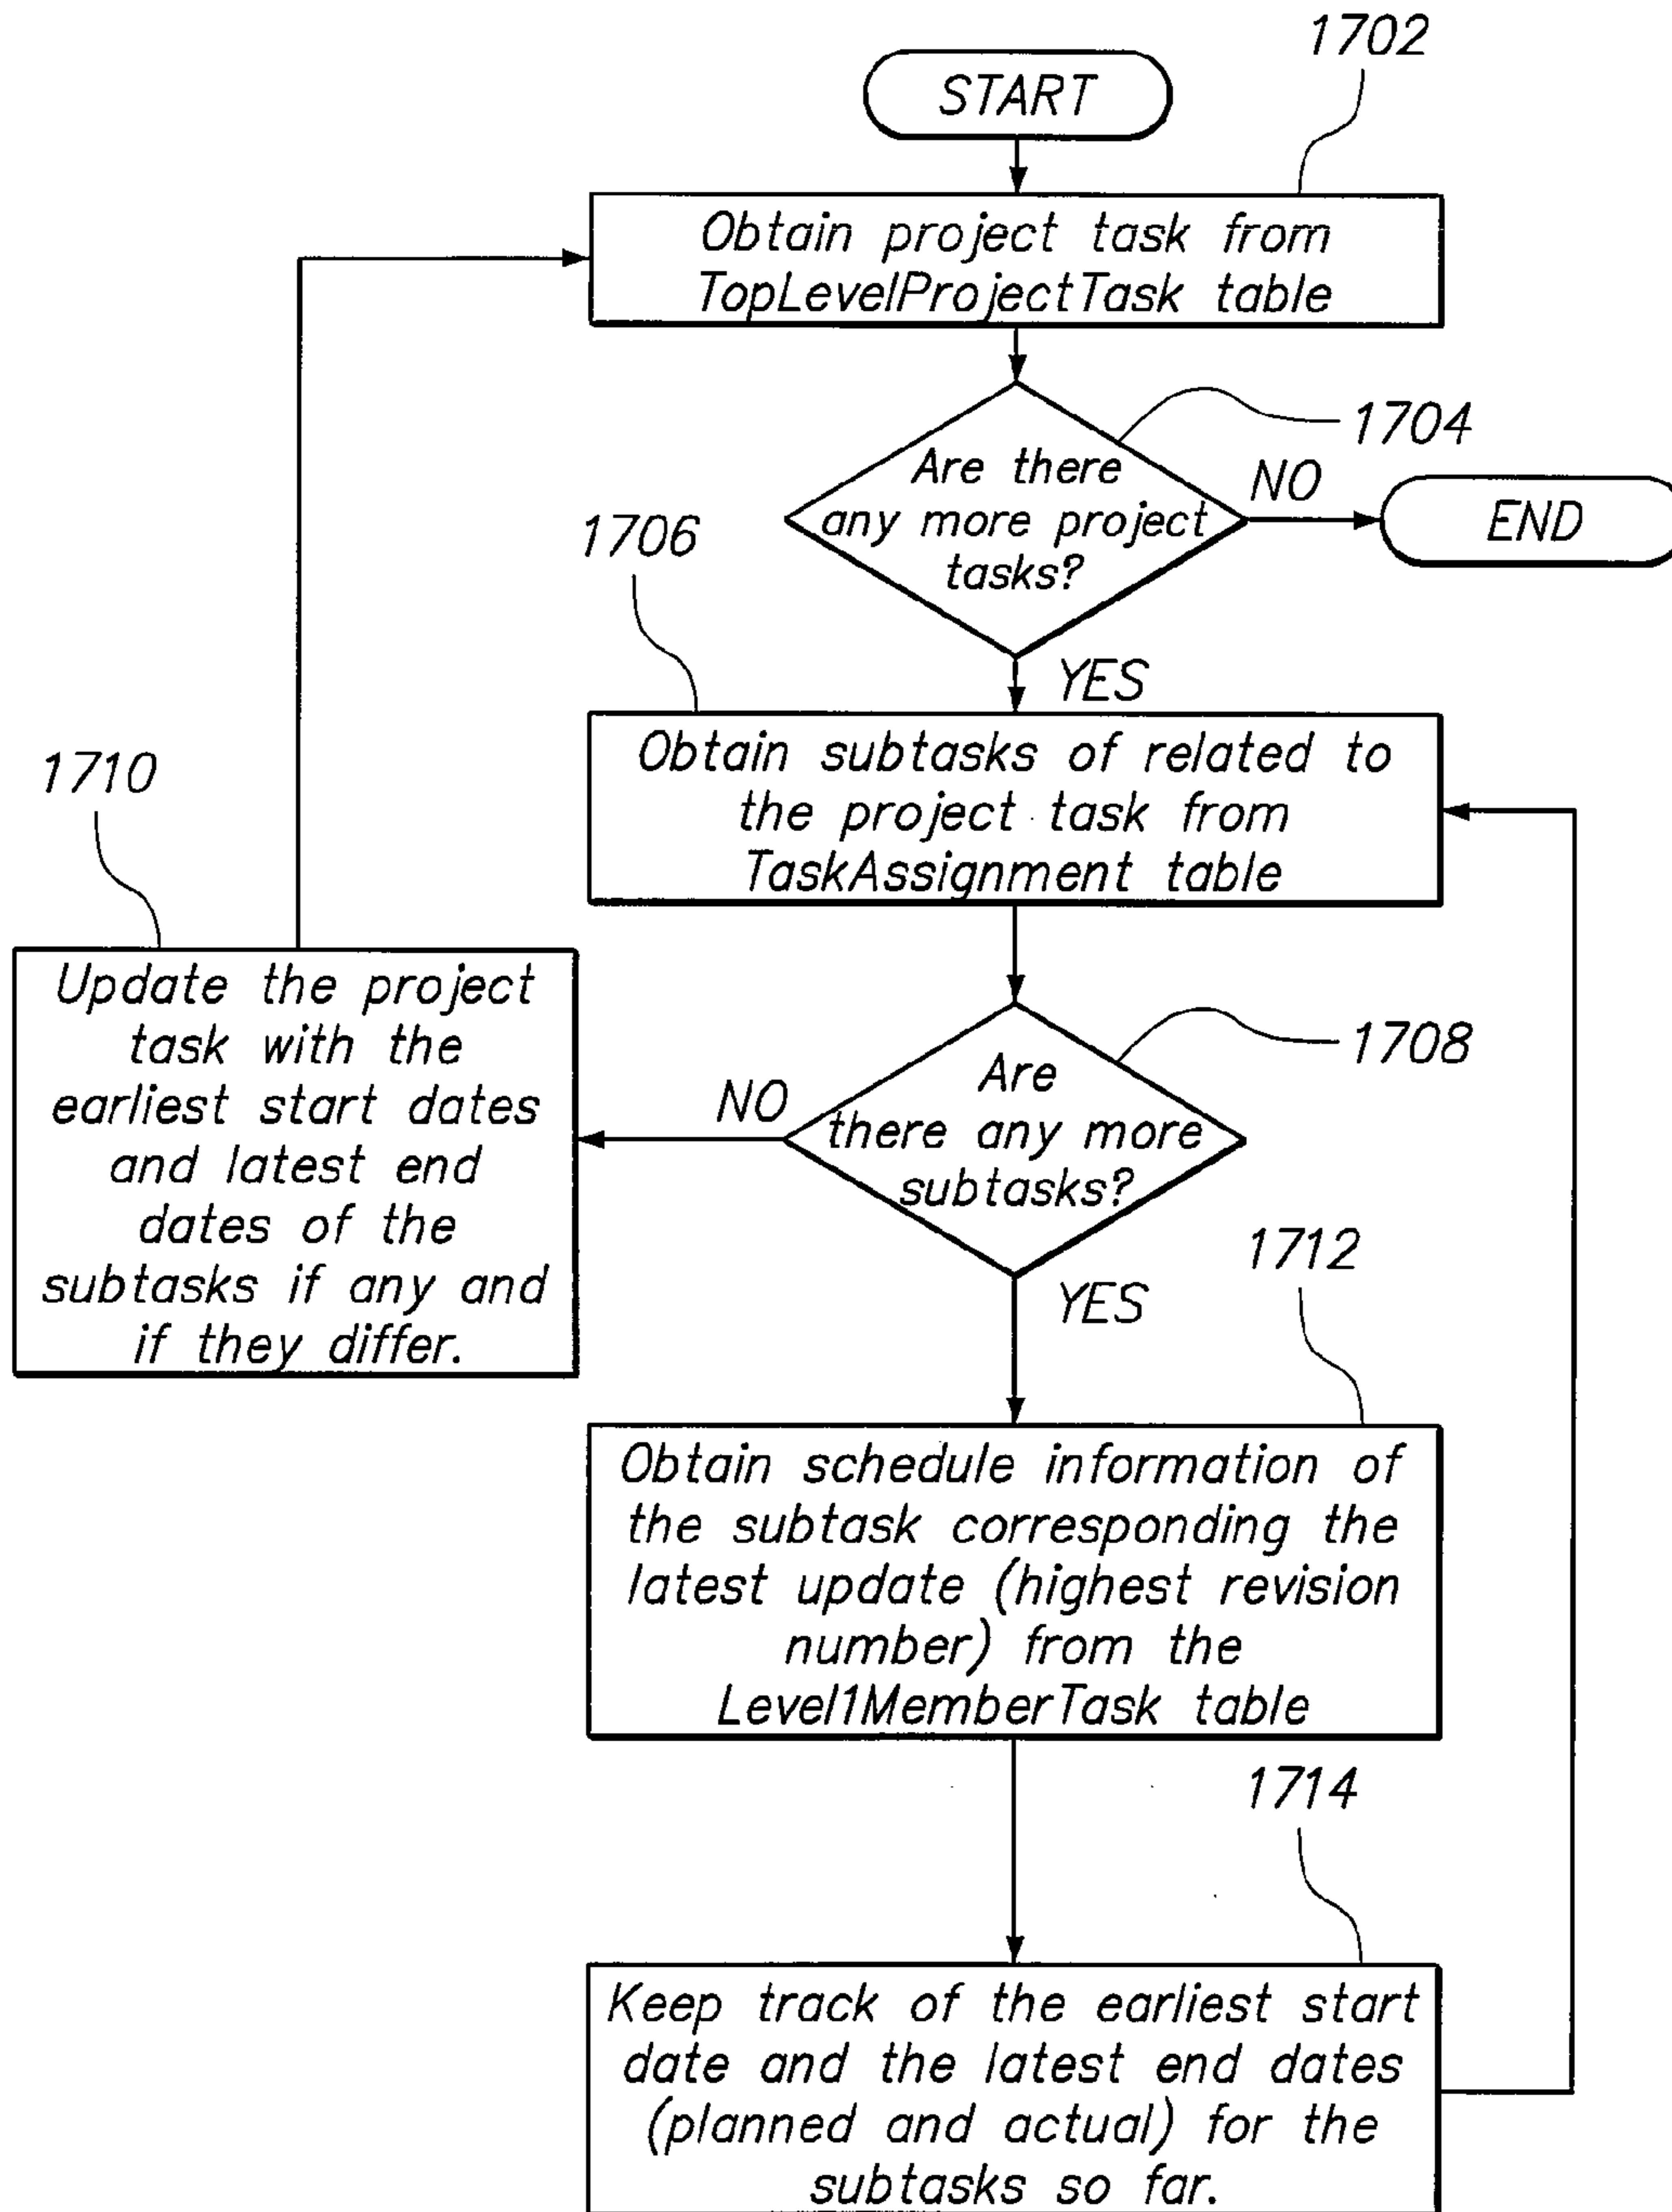 1702
START
Obtain project task from
TopLevelProjectTask table
1704
Are there
any more project
tasks?
NO
END
1706
YES
Obtain subtasks of related to
the project task from
TaskAssignment table
1710
Update the project
task with the
earliest start dates
and latest end
dates of the
subtasks if any and
if they differ.
1708
Are
there any more
subtasks?
NO
YES
1712
Obtain schedule information of
the subtask corresponding the
latest update (highest revision
number) from the
Level1MemberTask table
1714
Keep track of the earliest start
date and the latest end dates
(planned and actual) for the
subtasks so far.